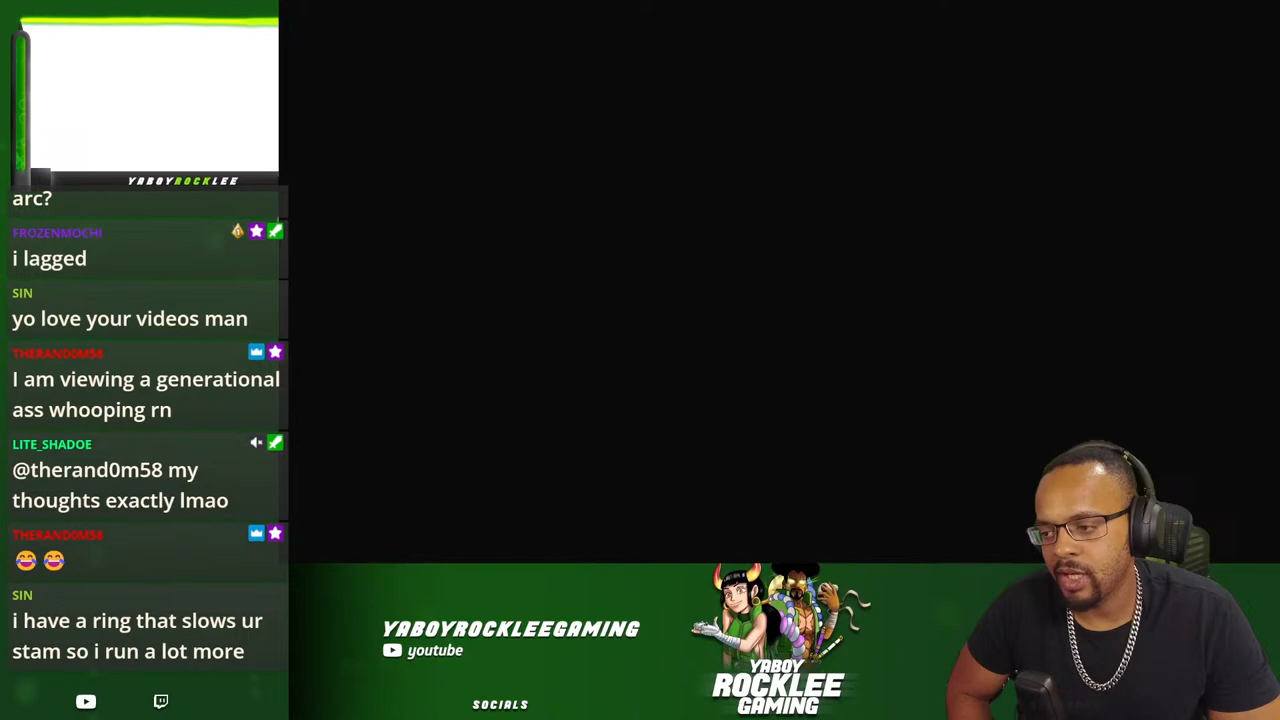 YABOYROCKLEE
arc?
FROZENMOCHI
i lagged
SIN
yo love your videos man
THERAND0M58
I am viewing a generational
ass whooping rn
LITE_SHADOE
@therand0m58 my
thoughts exactly lmao
THERAND0M58
😂 😂
SIN
i have a ring that slows ur
stam so i run a lot more
YABOYROCKLEEGAMING
youtube
SOCIALS
YABOY
ROCKLEE
GAMING